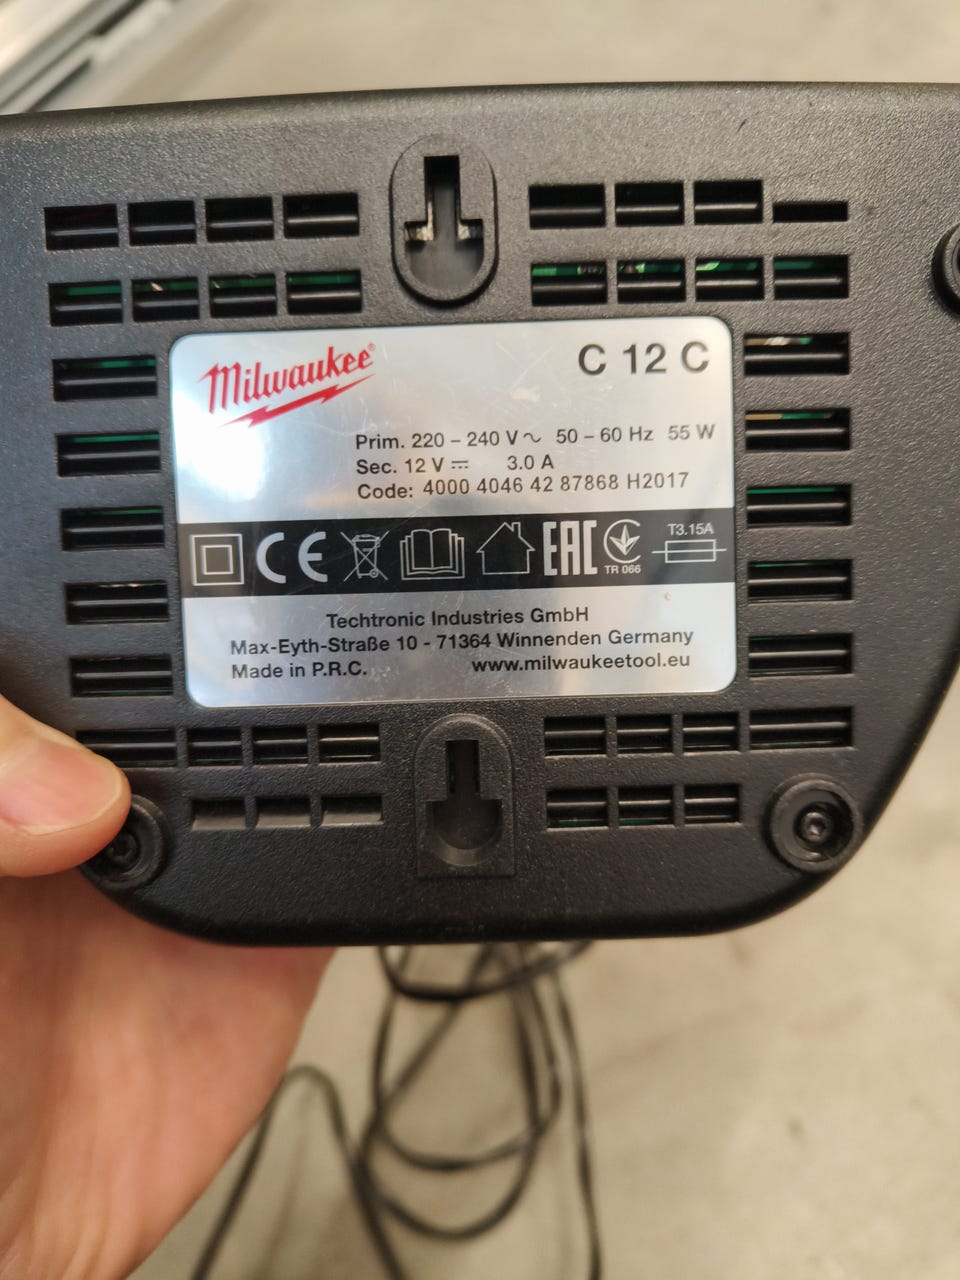 Milwaukee®
C 12 C
Prim. 220 – 240 V ~ 50 – 60 Hz 55 W
Sec. 12 V ⎓ 3.0 A
Code: 4000 4046 42 87868 H2017
CE
EAC
TR 066
T3.15A
Techtronic Industries GmbH
Max-Eyth-Straße 10 - 71364 Winnenden Germany
Made in P.R.C. www.milwaukeetool.eu